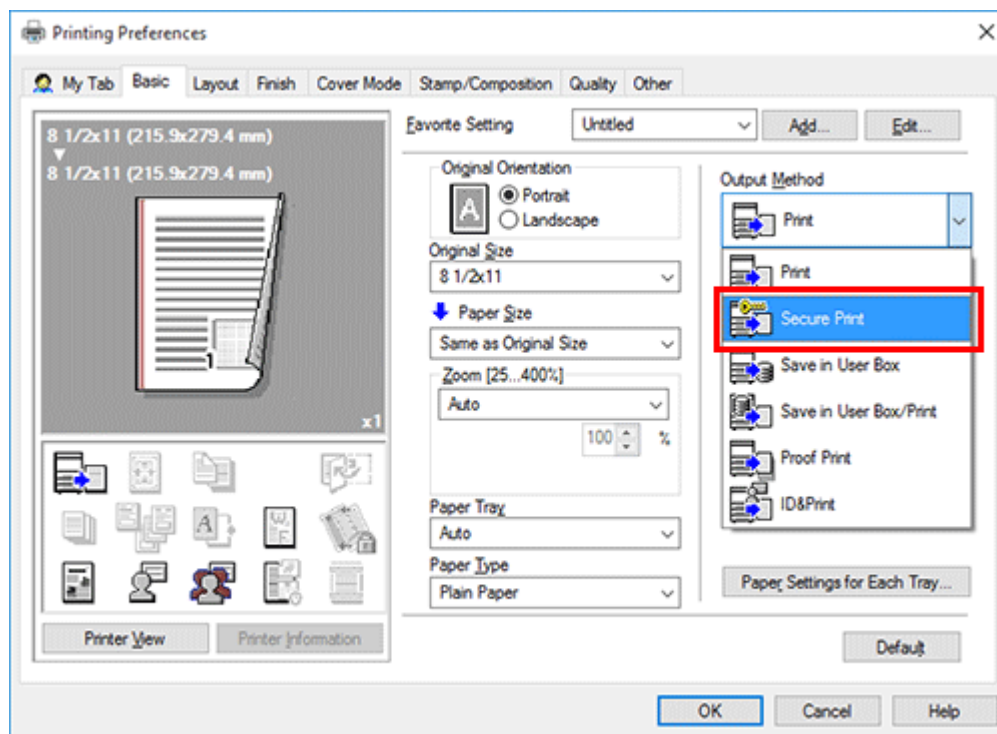 Printing Preferences
My Tab Basic Layout Finish Cover Mode Stamp/Composition Quality Other
8 1/2x11 (215.9x279.4 mm)
8 1/2x11 (215.9x279.4 mm)
1
x1
Printer View Printer Information
Favorite Setting Untitled Add... Edit...
Original Orientation
A
Portrait
Landscape
Original Size
8 1/2x11
Paper Size
Same as Original Size
Zoom [25...400%]
Auto
100 %
Paper Tray
Auto
Paper Type
Plain Paper
Output Method
Print
Print
Secure Print
Save in User Box
Save in User Box/Print
Proof Print
ID&Print
Paper Settings for Each Tray...
Default
OK Cancel Help